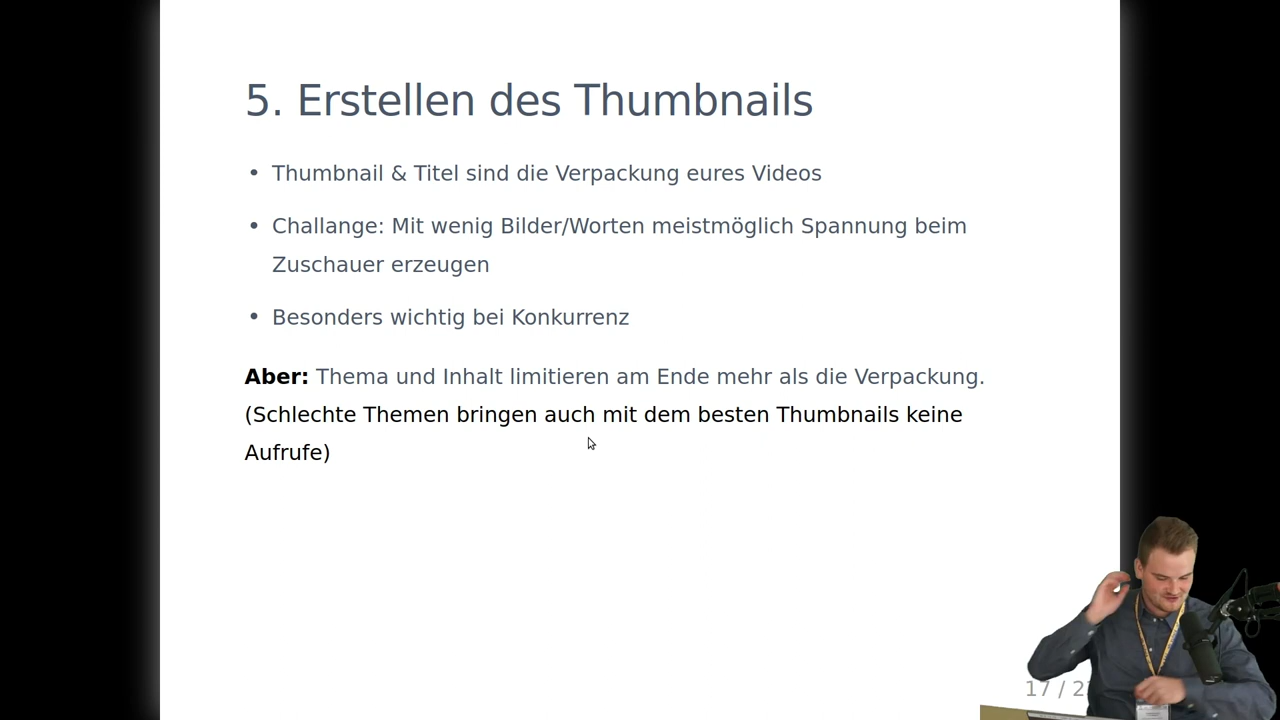 5. Erstellen des Thumbnails
• Thumbnail & Titel sind die Verpackung eures Videos
• Challange: Mit wenig Bilder/Worten meistmöglich Spannung beim
Zuschauer erzeugen
• Besonders wichtig bei Konkurrenz
Aber: Thema und Inhalt limitieren am Ende mehr als die Verpackung.
(Schlechte Themen bringen auch mit dem besten Thumbnails keine
Aufrufe)
17 / 2